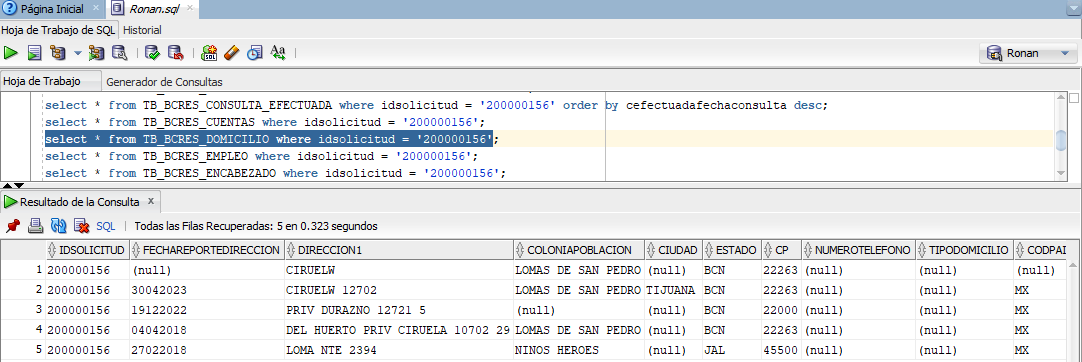 Página Inicial Ronan.sql
Hoja de Trabajo de SQL Historial
Ronan
Hoja de Trabajo Generador de Consultas
select * from TB_BCRES_CONSULTA_EFECTUADA where idsolicitud = '200000156' order by cefectuadafechaconsulta desc;
select * from TB_BCRES_CUENTAS where idsolicitud = '200000156';
select * from TB_BCRES_DOMICILIO where idsolicitud = '200000156';
select * from TB_BCRES_EMPLEO where idsolicitud = '200000156';
select * from TB_BCRES_ENCABEZADO where idsolicitud = '200000156';
Resultado de la Consulta x
SQL | Todas las Filas Recuperadas: 5 en 0.323 segundos
IDSOLICITUD FECHAREPORTEDIRECCION DIRECCION1 COLONIAPOBLACION CIUDAD ESTADO CP NUMEROTELEFONO TIPODOMICILIO CODPAI
1 200000156 (null) CIRUELW LOMAS DE SAN PEDRO (null) BCN 22263 (null) (null) (null)
2 200000156 30042023 CIRUELW 12702 LOMAS DE SAN PEDRO TIJUANA BCN 22263 (null) (null) MX
3 200000156 19122022 PRIV DURAZNO 12721 5 (null) (null) BCN 22000 (null) (null) MX
4 200000156 04042018 DEL HUERTO PRIV CIRUELA 10702 29 LOMAS DE SAN PEDRO (null) BCN 22263 (null) (null) MX
5 200000156 27022018 LOMA NTE 2394 NINOS HEROES (null) JAL 45500 (null) (null) MX